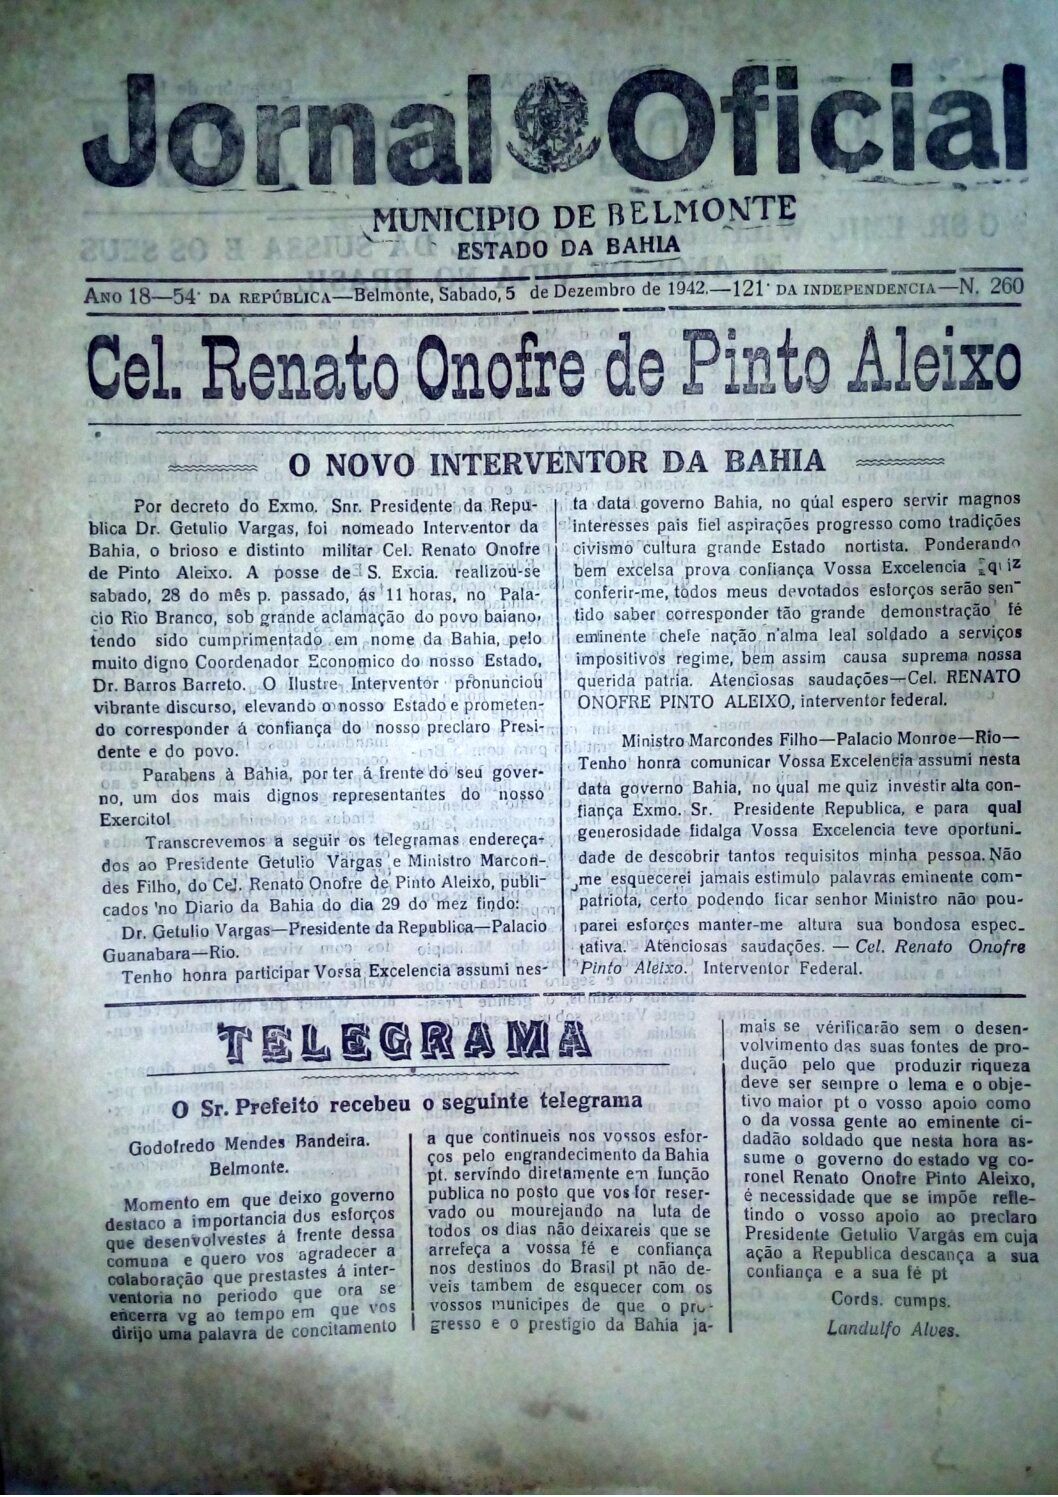 Jornal Oficial
MUNICIPIO DE BELMONTE
ESTADO DA BAHIA
ANO 18—54º DA REPÚBLICA—Belmonte, Sabado, 5 de Dezembro de 1942.—121º DA INDEPENDENCIA—N. 260
Cel. Renato Onofre de Pinto Aleixo
O NOVO INTERVENTOR DA BAHIA
Por decreto do Exmo. Snr. Presidente da Repu-
blica Dr. Getulio Vargas, foi nomeado Interventor da
Bahia, o brioso e distinto militar Cel. Renato Onofre
de Pinto Aleixo. A posse de S. Excia. realizou-se
sabado, 28 do mês p. passado, ás 11 horas, no Pala-
cio Rio Branco, sob grande aclamação do povo baiano,
tendo sido cumprimentado em nome da Bahia, pelo
muito digno Coordenador Economico do nosso Estado,
Dr. Barros Barreto. O Ilustre Interventor pronunciou
vibrante discurso, elevando o nosso Estado e prometen-
do corresponder á confiança do nosso preclaro Presi-
dente e do povo.
Parabens à Bahia, por ter á frente do seu gover-
no, um dos mais dignos representantes do nosso
Exercitol
Transcrevemos a seguir os telegramas endereça-
dos ao Presidente Getulio Vargas e Ministro Marcon-
des Filho, do Cel. Renato Onofre de Pinto Aleixo, publi-
cados no Diario da Bahia do dia 29 do mez findo:
Dr. Getulio Vargas—Presidente da Republica—Palacio
Guanabara—Rio.
Tenho honra participar Vossa Excelencia assumi nes-
ta data governo Bahia, no qúal espero servir magnos
interesses pais fiel aspirações progresso como tradições
civismo cultura grande Estado nortista. Ponderando
bem excelsa prova confiança Vossa Excelencia quiz
conferir-me, todos meus devotados esforços serão sen-
tido saber corresponder tão grande demonstração fé
eminente chefe nação n'alma leal soldado a serviços
impositivos regime, bem assim causa suprema nossa
querida patria. Atenciosas saudações—Cel. RENATO
ONOFRE PINTO ALEIXO, interventor federal.
Ministro Marcondes Filho—Palacio Monroe—Rio—
Tenho honra comunicar Vossa Excelencia assumi nesta
data governo Bahia, no qual me quiz investir alta con-
fiança Exmo. Sr. Presidente Republica, e para qual
generosidade fidalga Vossa Excelencia teve oportuni-
dade de descobrir tantos requisitos minha pessoa. Não
me esquecerei jamais estimulo palavras eminente com-
patriota, certo podendo ficar senhor Ministro não pou-
parei esforços manter-me altura sua bondosa espec-
tativa. Atenciosas saudações. — Cel. Renato Onofre
Pinto Aleixo. Interventor Federal.
TELEGRAMA
O Sr. Prefeito recebeu o seguinte telegrama
Godofredo Mendes Bandeira.
Belmonte.
Momento em que deixo governo
destaco a importancia dos esforços
que desenvolvestes á frente dessa
comuna e quero vos agradecer a
colaboração que prestastes á inter-
ventoria no periodo que ora se
encerra vg ao tempo em que vos
dirijo uma palavra de concitamento
a que continueis nos vossos esfor-
ços pelo engrandecimento da Bahia
pt. servindo diretamente em função
publica no posto que vos for reser-
vado ou mourejando na luta de
todos os dias não deixareis que se
arrefeça a vossa fé e confiança
nos destinos do Brasil pt não de-
veis tambem de esquecer com os
vossos municipes de que o pro-
gresso e o prestigio da Bahia ja-
mais se vérificarão sem o desen-
volvimento das suas fontes de pro-
dução pelo que produzir riqueza
deve ser sempre o lema e o obje-
tivo maior pt o vosso apoio como
o da vossa gente ao eminente ci-
dadão soldado que nesta hora as-
sume o governo do estado vg co-
ronel Renato Onofre Pinto Aleixo,
é necessidade que se impõe refle-
tindo o vosso apoio ao preclaro
Presidente Getulio Vargas em cuja
ação a Republica descança a sua
confiança e a sua fé pt
Cords. cumps.
Landulfo Alves.